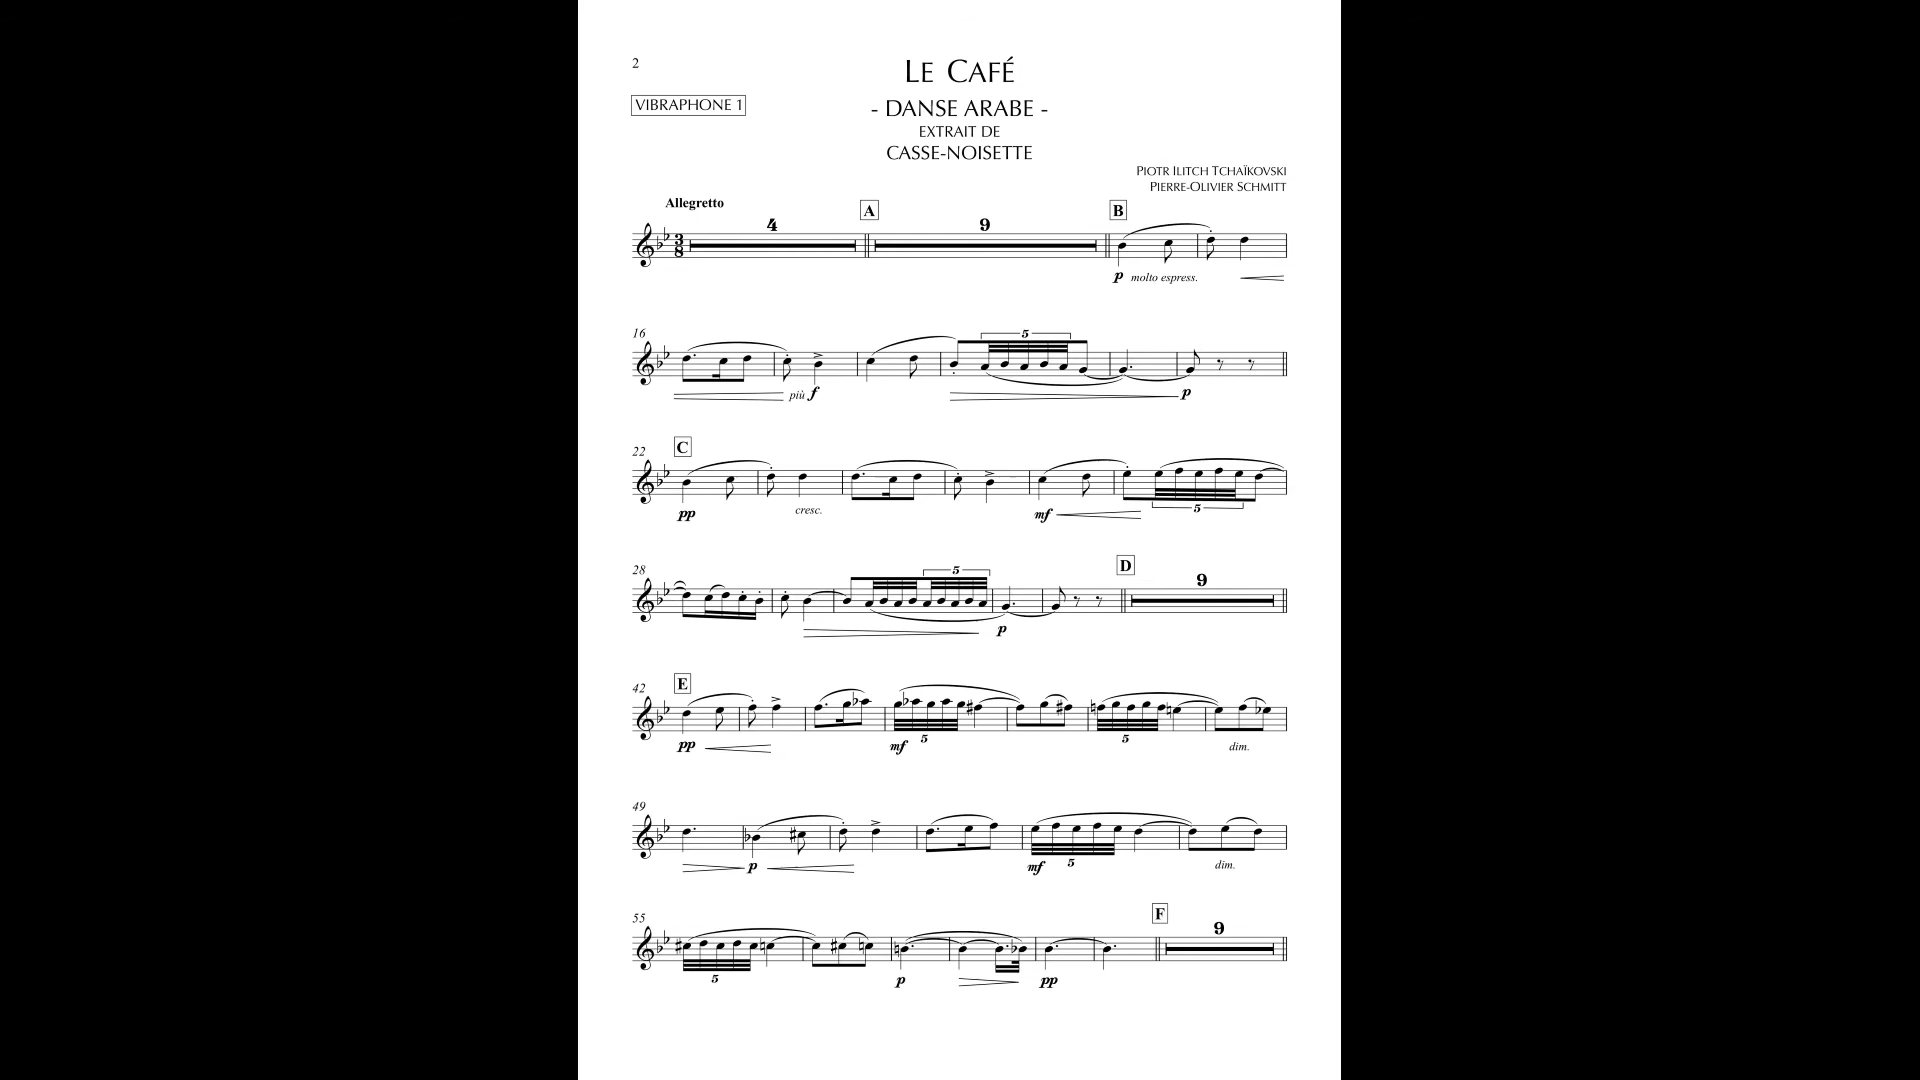 2
LE CAFÉ
VIBRAPHONE 1
- DANSE ARABE -
EXTRAIT DE
CASSE-NOISETTE
PIOTR ILITCH TCHAÏKOVSKI
PIERRE-OLIVIER SCHMITT
Allegretto
A
B
4
9
3
8
p molto espress.
16
5
più f
p
22
C
pp
cresc.
mf
5
28
5
D
9
p
42
E
pp
mf
5
5
dim.
49
p
mf
5
dim.
55
F
9
5
p
pp